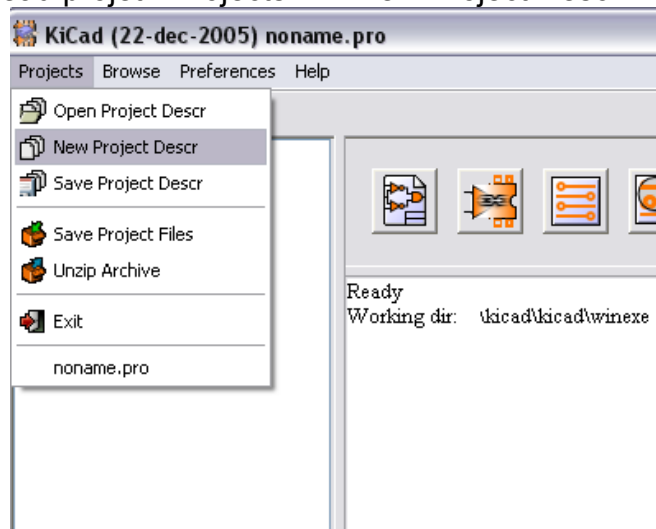 KiCad (22-dec-2005) noname.pro
Projects Browse Preferences Help
Open Project Descr
New Project Descr
Save Project Descr
Save Project Files
Unzip Archive
Exit
noname.pro
Ready
Working dir: \kicad\kicad\winexe